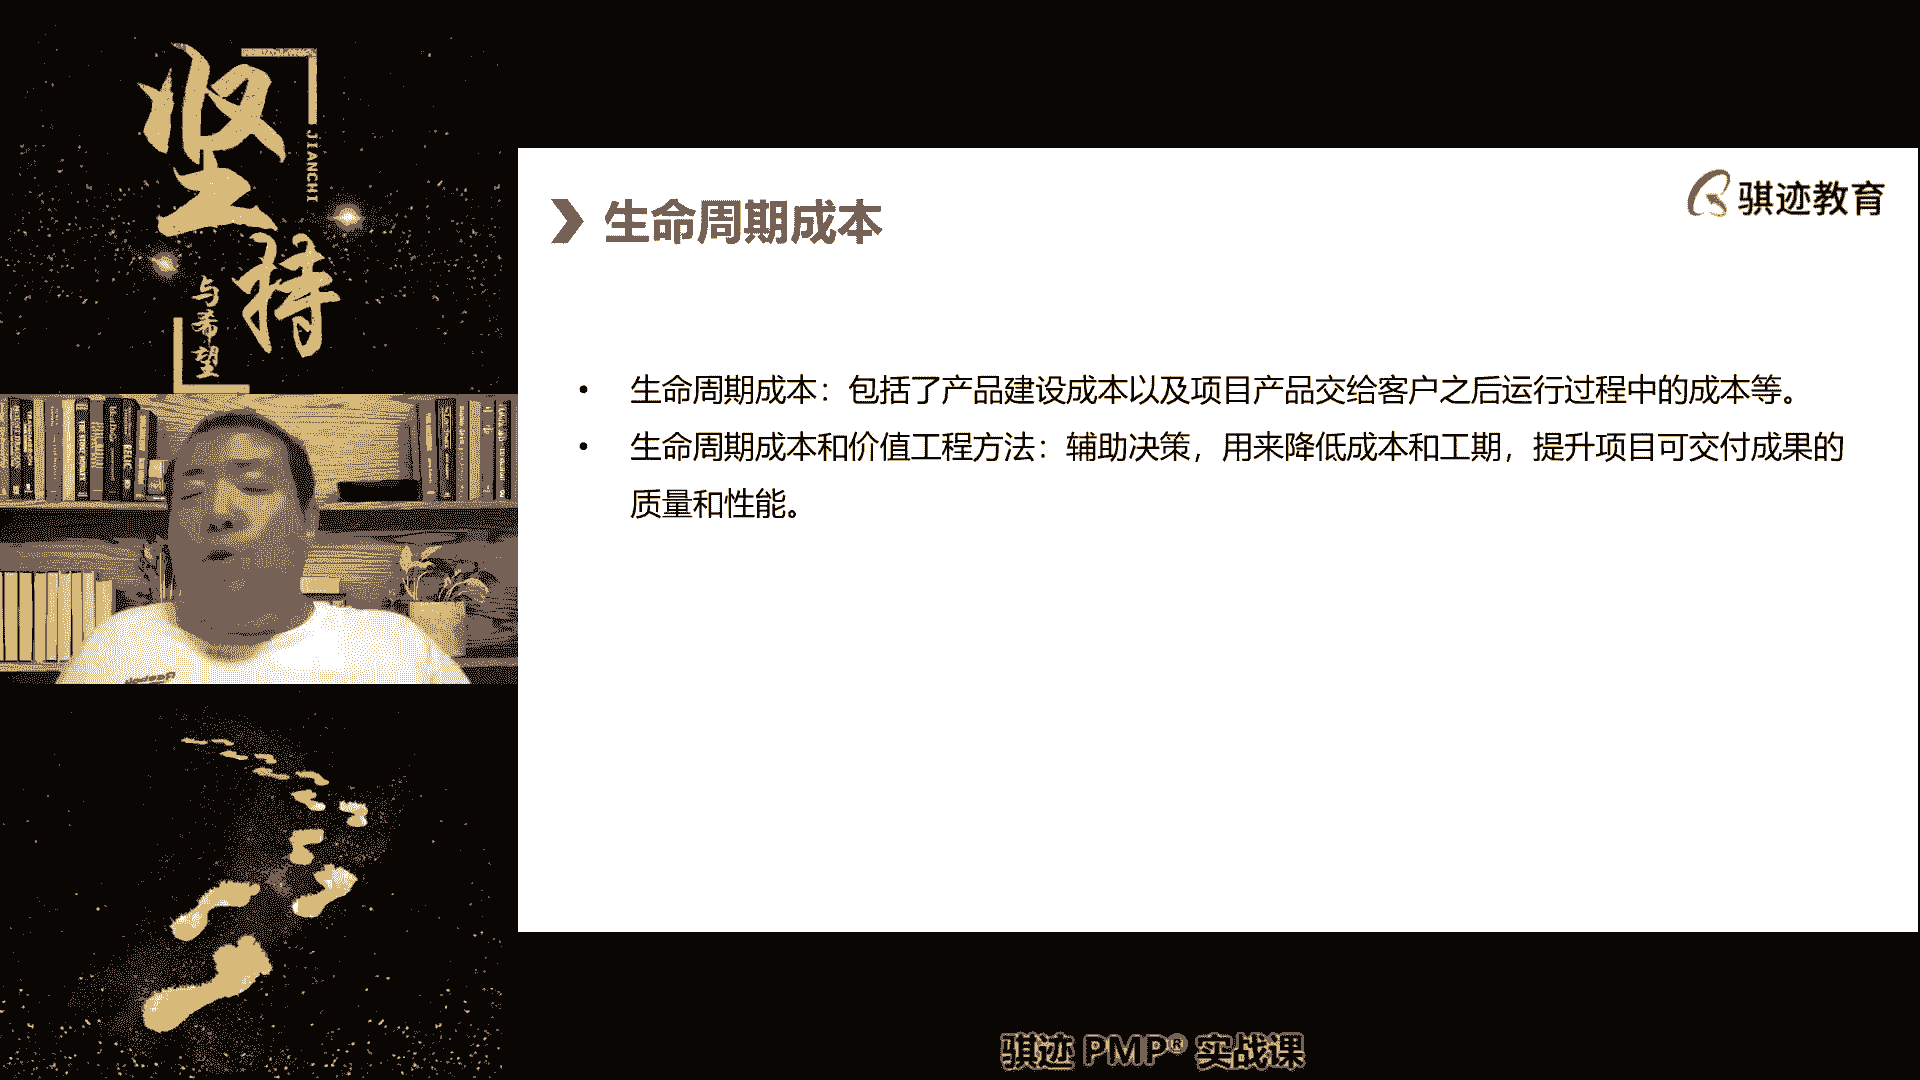 坚持
JIANCHI
与希望
骐迹教育
生命周期成本
• 生命周期成本：包括了产品建设成本以及项目产品交给客户之后运行过程中的成本等。
• 生命周期成本和价值工程方法：辅助决策，用来降低成本和工期，提升项目可交付成果的
质量和性能。
骐迹 PMP® 实战课